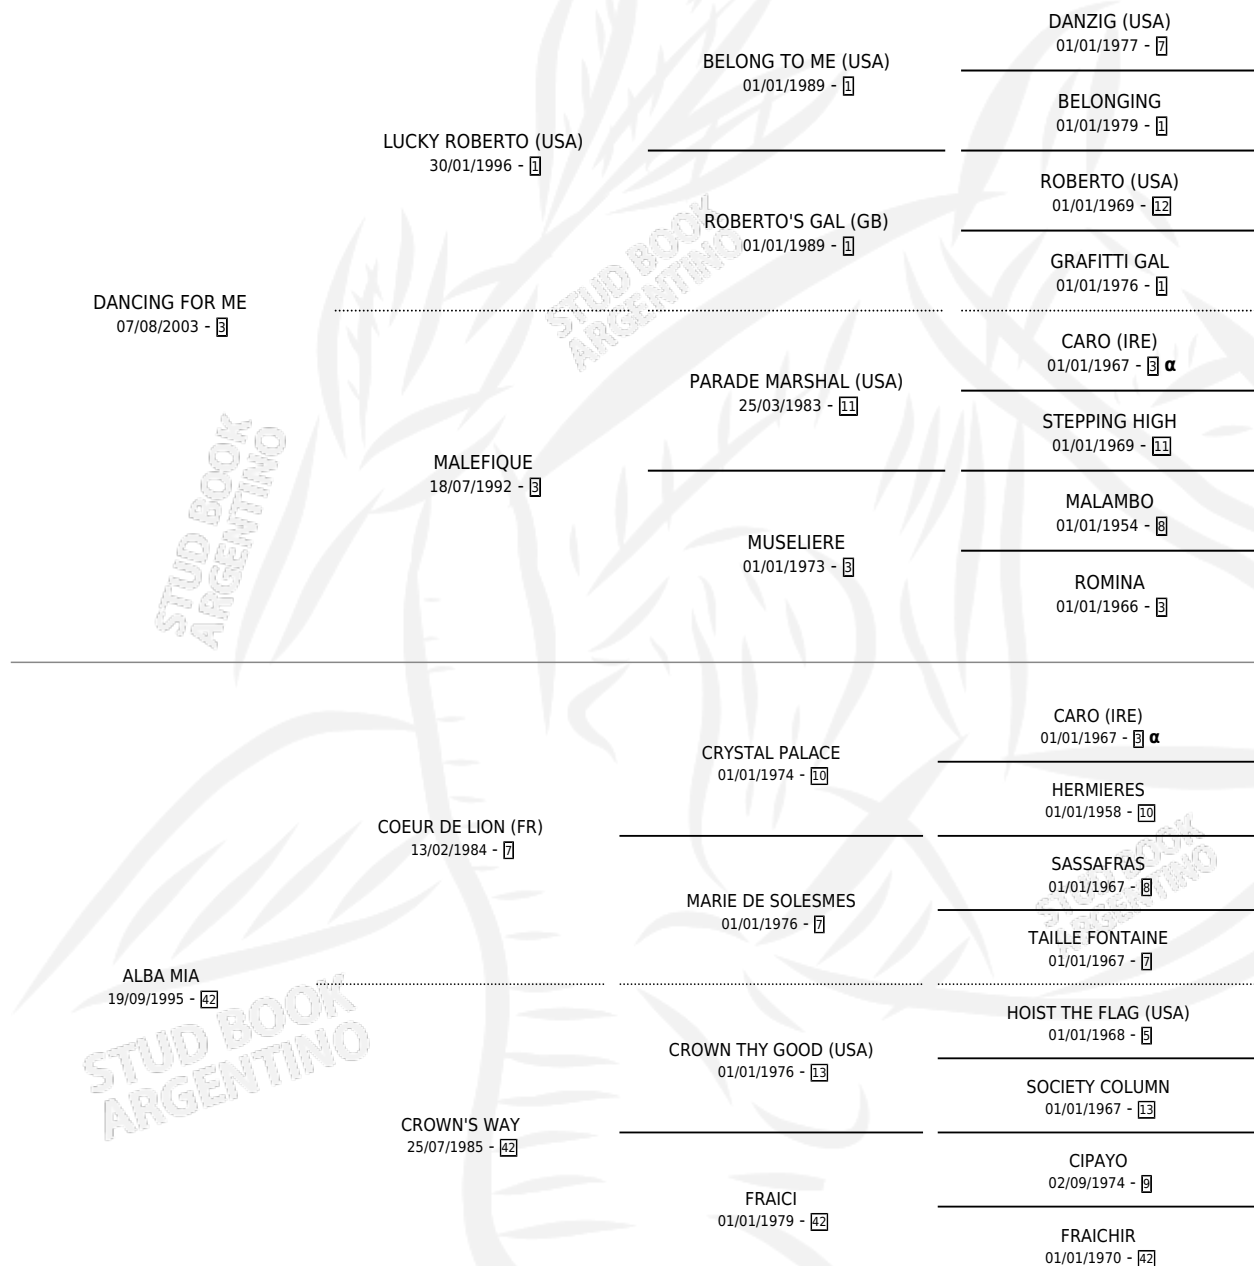 DANZIG (USA)
01/01/1977 - 7
BELONG TO ME (USA)
01/01/1989 - 1
BELONGING
01/01/1979 - 1
LUCKY ROBERTO (USA)
30/01/1996 - 1
ROBERTO (USA)
01/01/1969 - 12
ROBERTO'S GAL (GB)
01/01/1989 - 1
GRAFITTI GAL
01/01/1976 - 1
DANCING FOR ME
07/08/2003 - 3
CARO (IRE)
01/01/1967 - 3 α
PARADE MARSHAL (USA)
25/03/1983 - 11
STEPPING HIGH
01/01/1969 - 11
MALEFIQUE
18/07/1992 - 3
MALAMBO
01/01/1954 - 8
MUSELIERE
01/01/1973 - 3
ROMINA
01/01/1966 - 3
CARO (IRE)
01/01/1967 - 3 α
CRYSTAL PALACE
01/01/1974 - 10
HERMIERES
01/01/1958 - 10
COEUR DE LION (FR)
13/02/1984 - 7
SASSAFRAS
01/01/1967 - 8
MARIE DE SOLESMES
01/01/1976 - 7
TAILLE FONTAINE
01/01/1967 - 7
ALBA MIA
19/09/1995 - 42
HOIST THE FLAG (USA)
01/01/1968 - 5
CROWN THY GOOD (USA)
01/01/1976 - 13
SOCIETY COLUMN
01/01/1967 - 13
CROWN'S WAY
25/07/1985 - 42
CIPAYO
02/09/1974 - 9
FRAICI
01/01/1979 - 42
FRAICHIR
01/01/1970 - 42
STUD BOOK
ARGENTINO
STUD BOOK
ARGENTINO
STUD BOOK
ARGENTINO
STUD BOOK
ARGENTINO